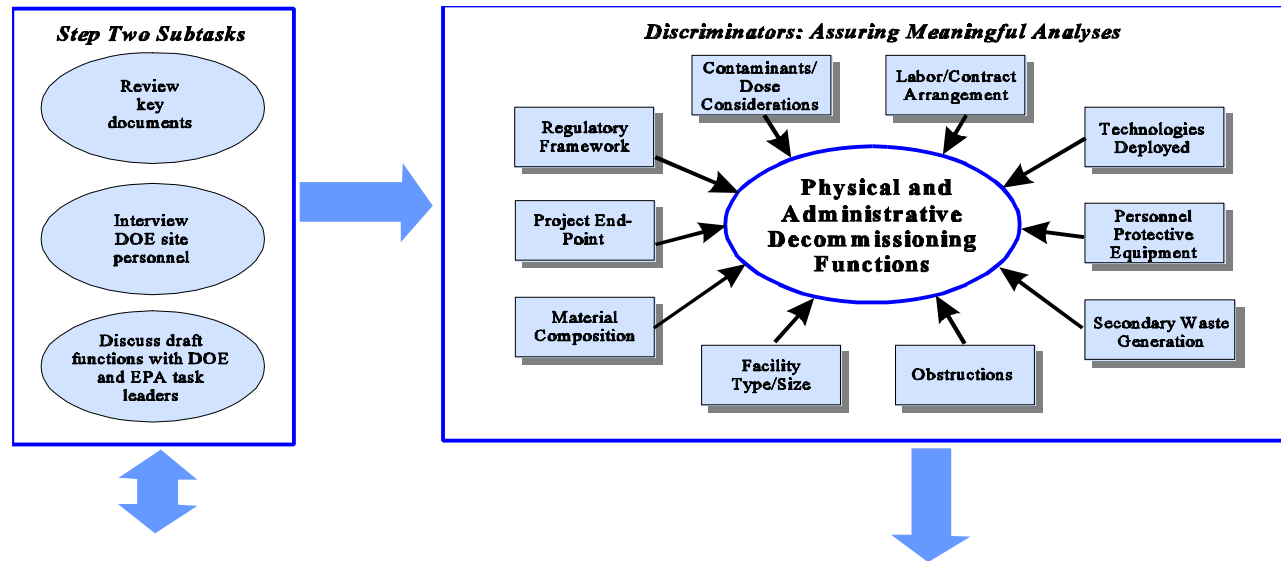 Step Two Subtasks
Review
key
documents
Interview
DOE site
personnel
Discuss draft
functions with DOE
and EPA task
leaders
Discriminators: Assuring Meaningful Analyses
Contaminants/
Dose
Considerations
Labor/Contract
Arrangement
Regulatory
Framework
Technologies
Deployed
Project End-
Point
Physical and
Administrative
Decommissioning
Functions
Personnel
Protective
Equipment
Material
Composition
Secondary Waste
Generation
Facility
Type/Size
Obstructions